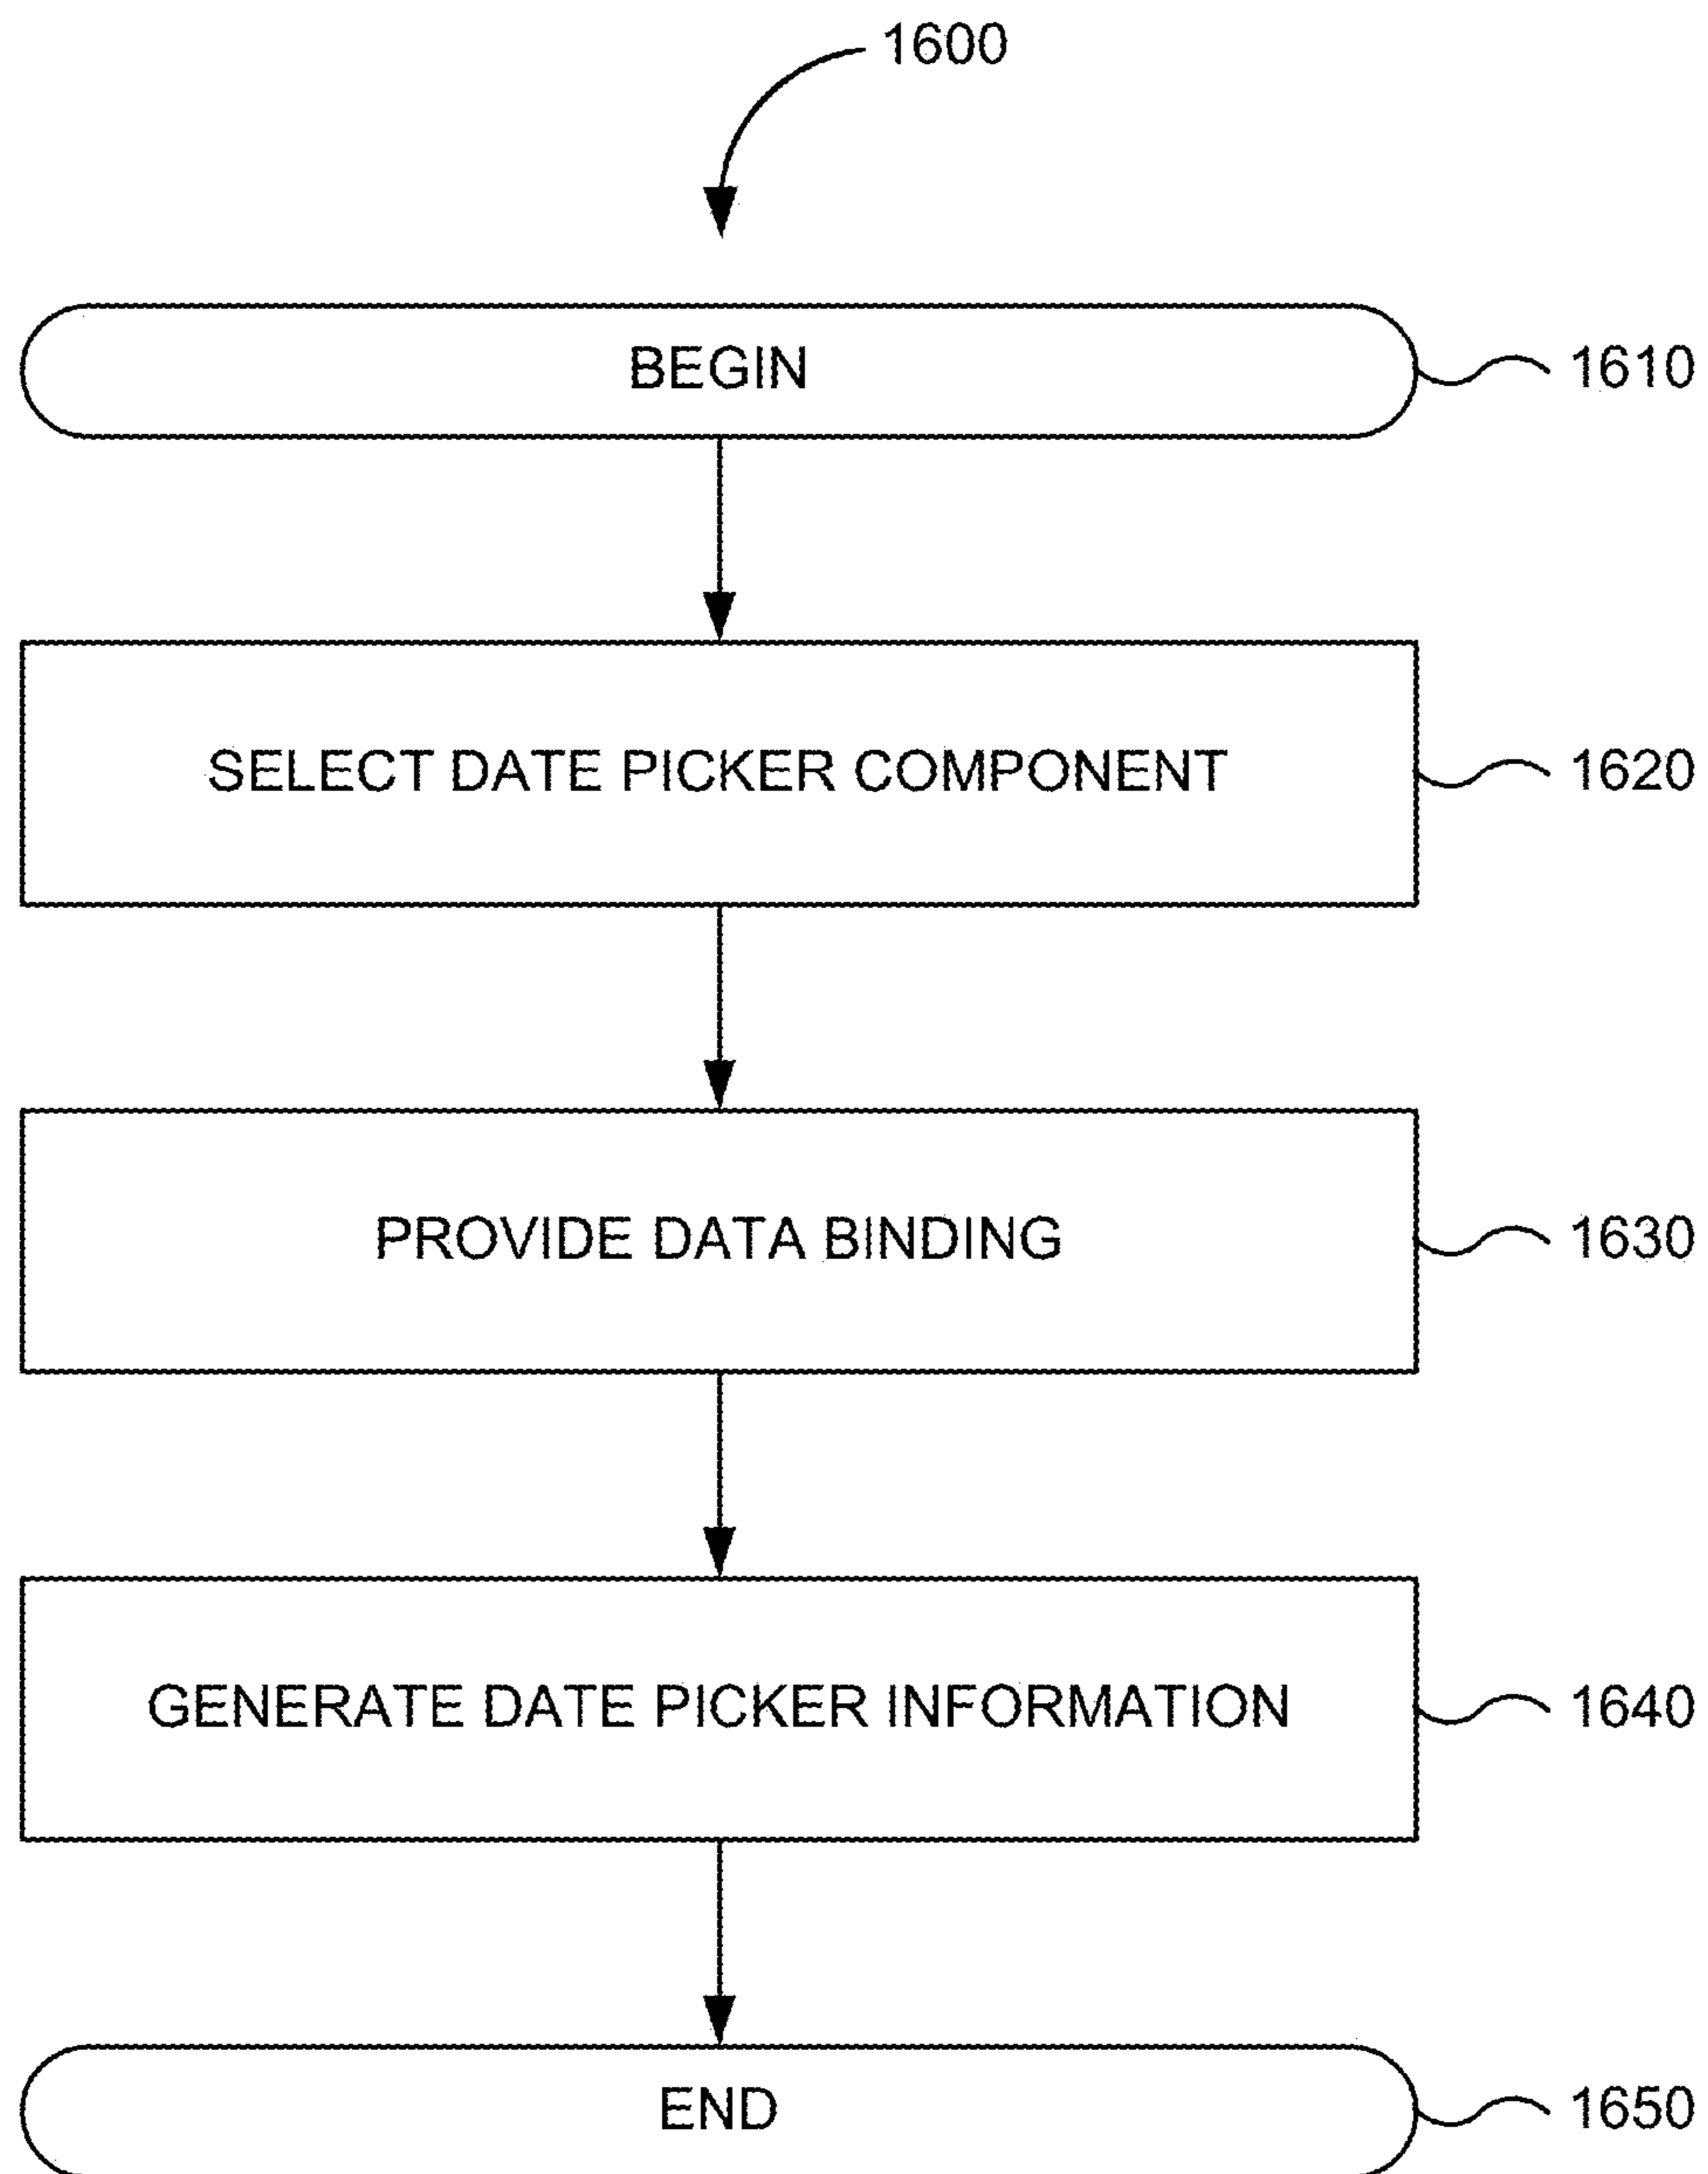 1600
BEGIN
1610
SELECT DATE PICKER COMPONENT
1620
PROVIDE DATA BINDING
1630
GENERATE DATE PICKER INFORMATION
1640
END
1650